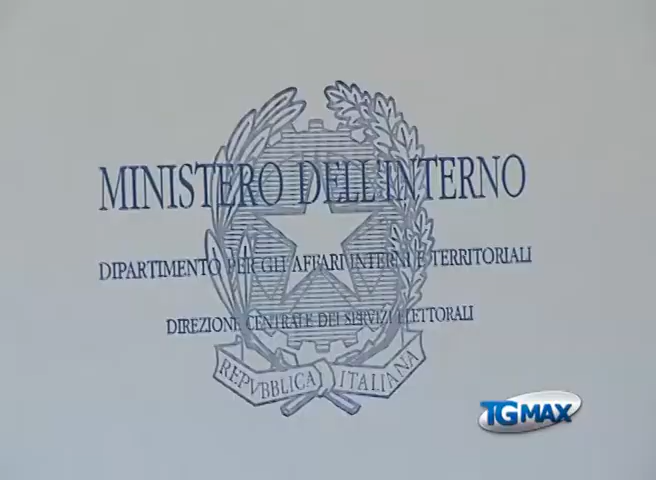 MINISTERO DELL'INTERNO
DIPARTIMENTO PER GLI AFFARI INTERNI E TERRITORIALI
DIREZIONE CENTRALE DEI SERVIZI ELETTORALI
REPVBBLICA ITALIANA
TGMAX